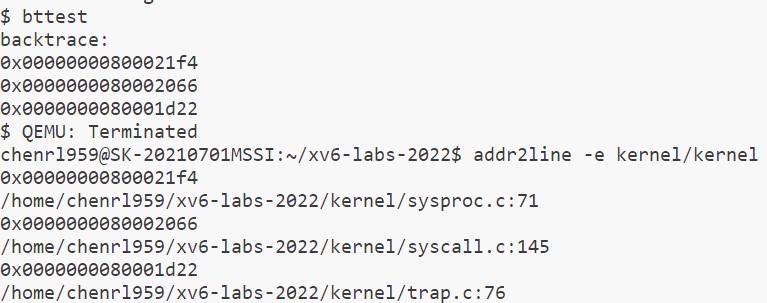 $ bttest
backtrace:
0x00000000800021f4
0x0000000080002066
0x0000000080001d22
$ QEMU: Terminated
chenrl959@SK-20210701MSSI:~/xv6-labs-2022$ addr2line -e kernel/kernel
0x00000000800021f4
/home/chenrl959/xv6-labs-2022/kernel/sysproc.c:71
0x0000000080002066
/home/chenrl959/xv6-labs-2022/kernel/syscall.c:145
0x0000000080001d22
/home/chenrl959/xv6-labs-2022/kernel/trap.c:76